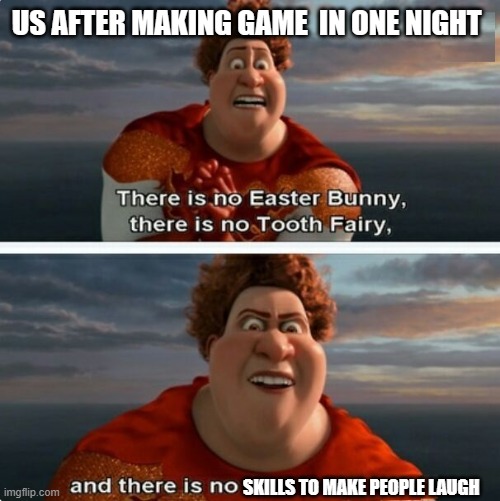 US AFTER MAKING GAME IN ONE NIGHT
There is no Easter Bunny,
there is no Tooth Fairy,
and there is no SKILLS TO MAKE PEOPLE LAUGH
imgflip.com